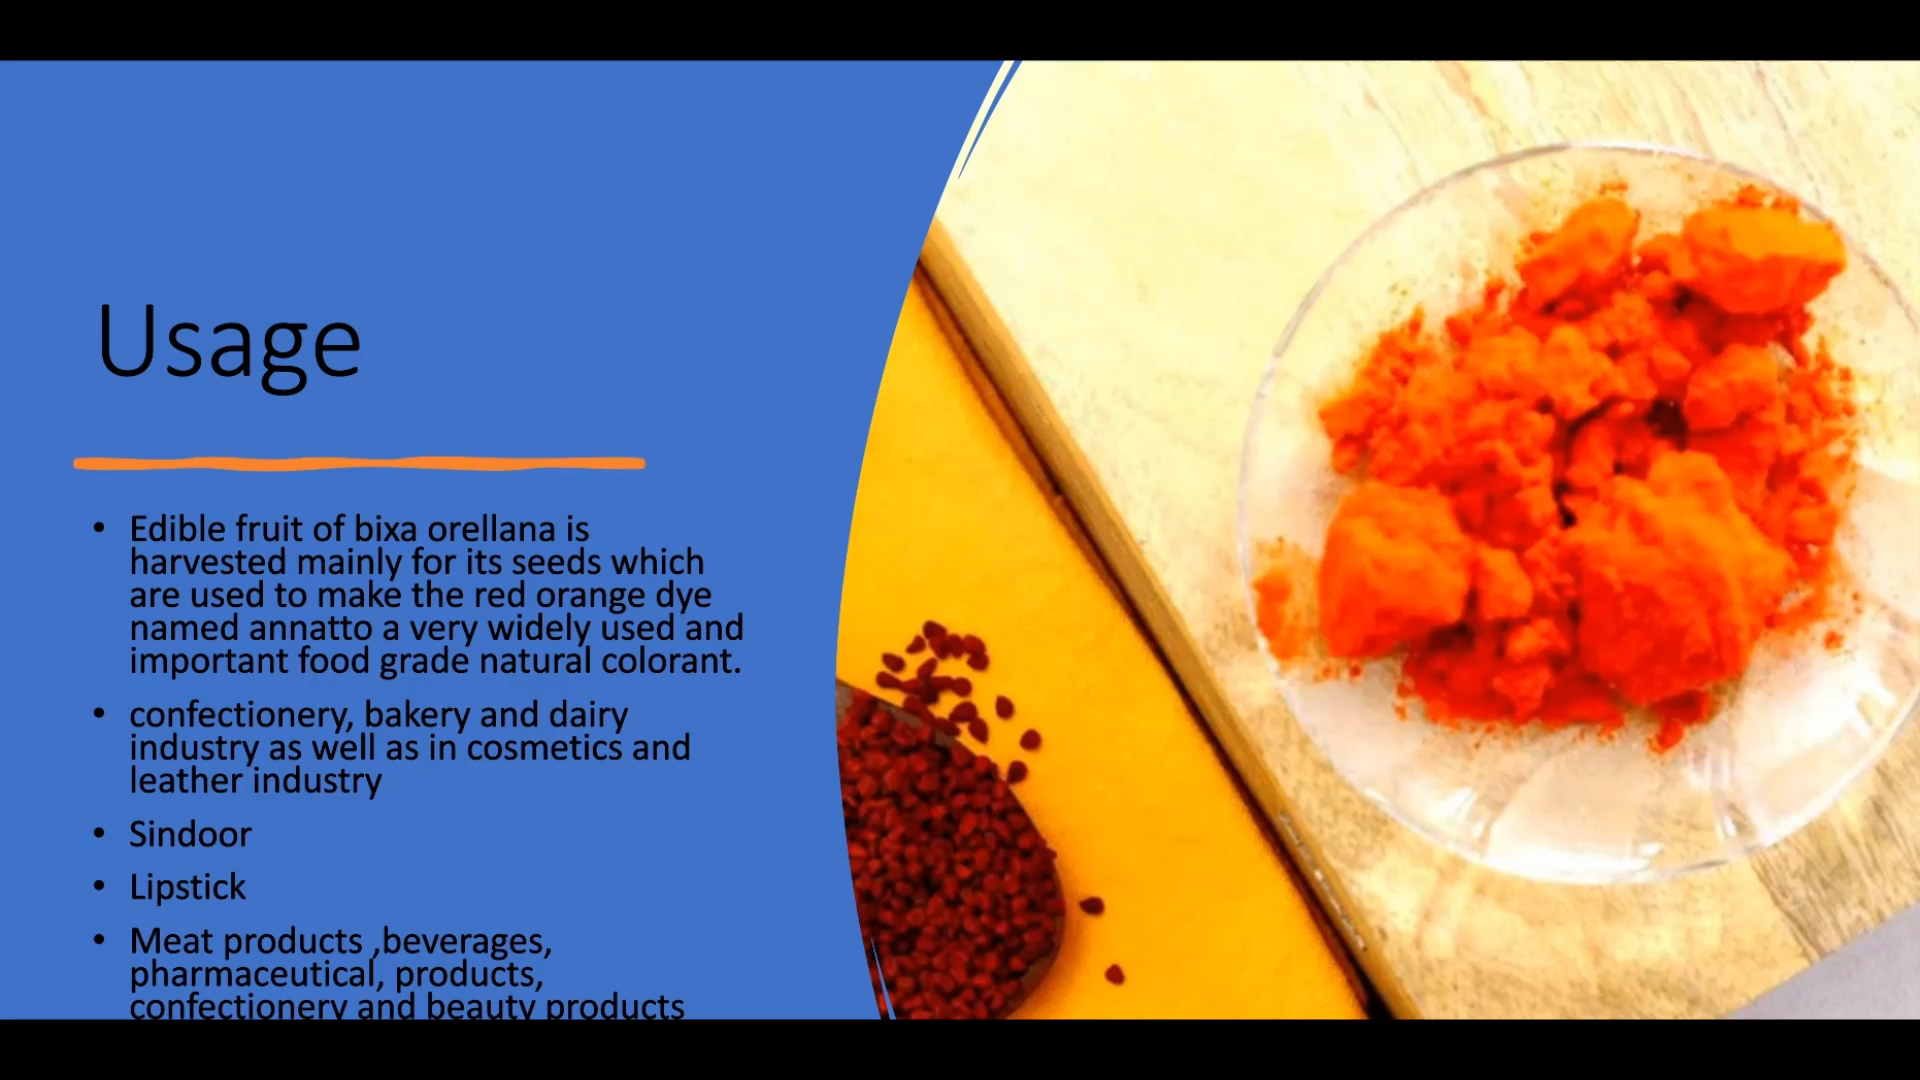 Usage
• Edible fruit of bixa orellana is
harvested mainly for its seeds which
are used to make the red orange dye
named annatto a very widely used and
important food grade natural colorant.
• confectionery, bakery and dairy
industry as well as in cosmetics and
leather industry
• Sindoor
• Lipstick
• Meat products ,beverages,
pharmaceutical, products,
confectionery and beauty products